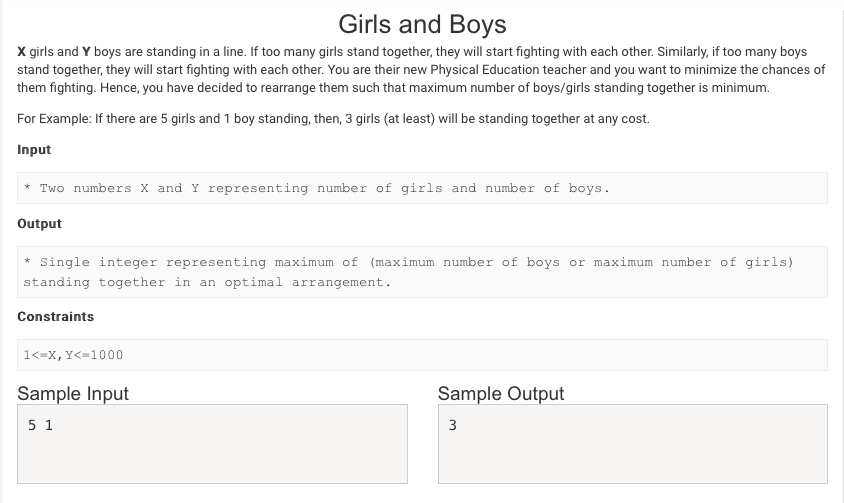 Girls and Boys
X girls and Y boys are standing in a line. If too many girls stand together, they will start fighting with each other. Similarly, if too many boys
stand together, they will start fighting with each other. You are their new Physical Education teacher and you want to minimize the chances of
them fighting. Hence, you have decided to rearrange them such that maximum number of boys/girls standing together is minimum.
For Example: If there are 5 girls and 1 boy standing, then, 3 girls (at least) will be standing together at any cost.
Input
* Two numbers X and Y representing number of girls and number of boys.
Output
* Single integer representing maximum of (maximum number of boys or maximum number of girls)
standing together in an optimal arrangement.
Constraints
1<=X,Y<=1000
Sample Input
5 1
Sample Output
3